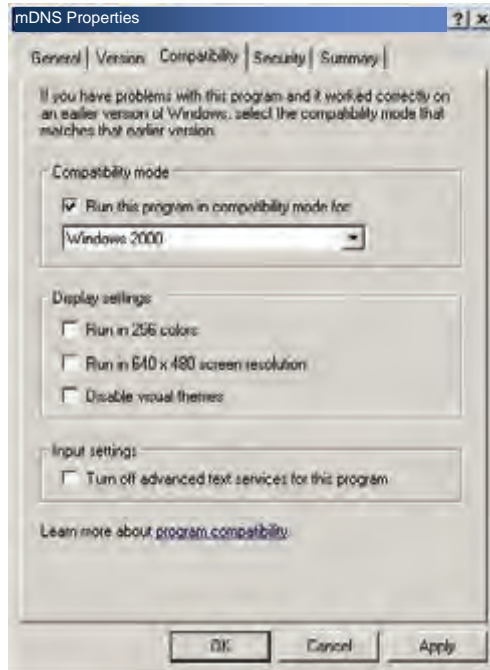 mDNS Properties
General Version Compatibility Security Summary
If you have problems with this program and it worked correctly on
an earlier version of Windows, select the compatibility mode that
matches that earlier version.
Compatibility mode
Run this program in compatibility mode for:
Windows 2000
Display settings
Run in 256 colors
Run in 640 x 480 screen resolution
Disable visual themes
Input settings
Turn off advanced text services for this program
Learn more about program compatibility.
OK Cancel Apply